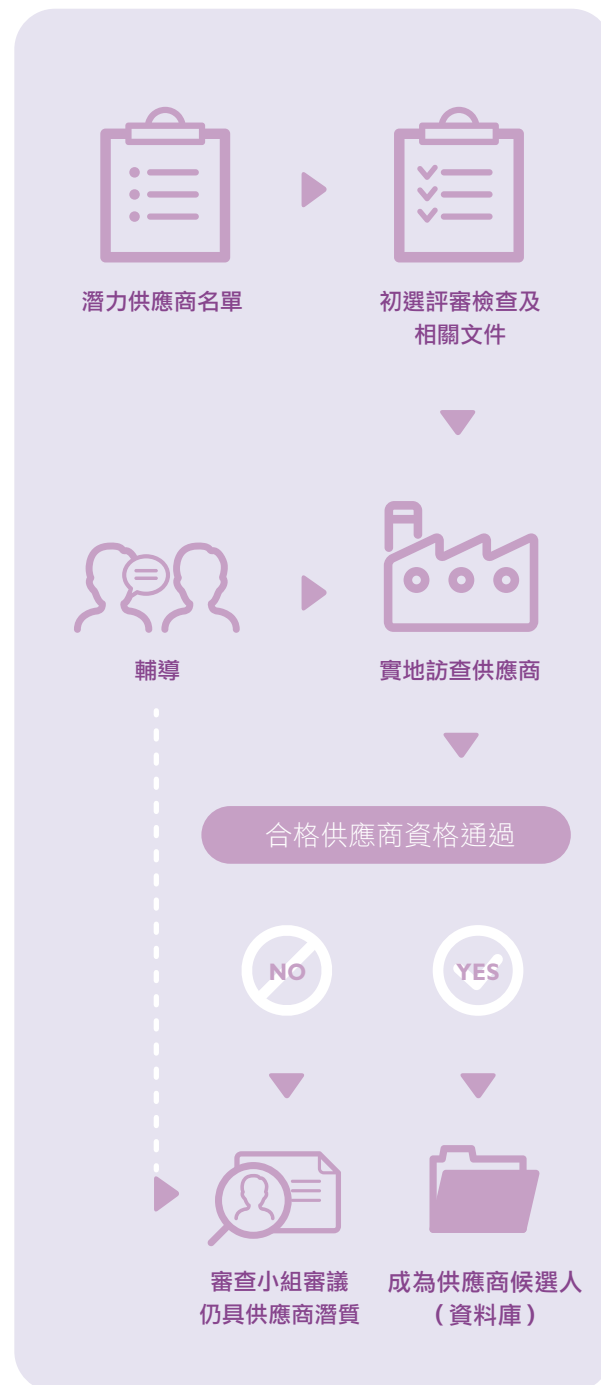 潛力供應商名單
初選評審檢查及
相關文件
輔導
實地訪查供應商
合格供應商資格通過
NO
YES
審查小組審議
仍具供應商潛質
成為供應商候選人
（資料庫）